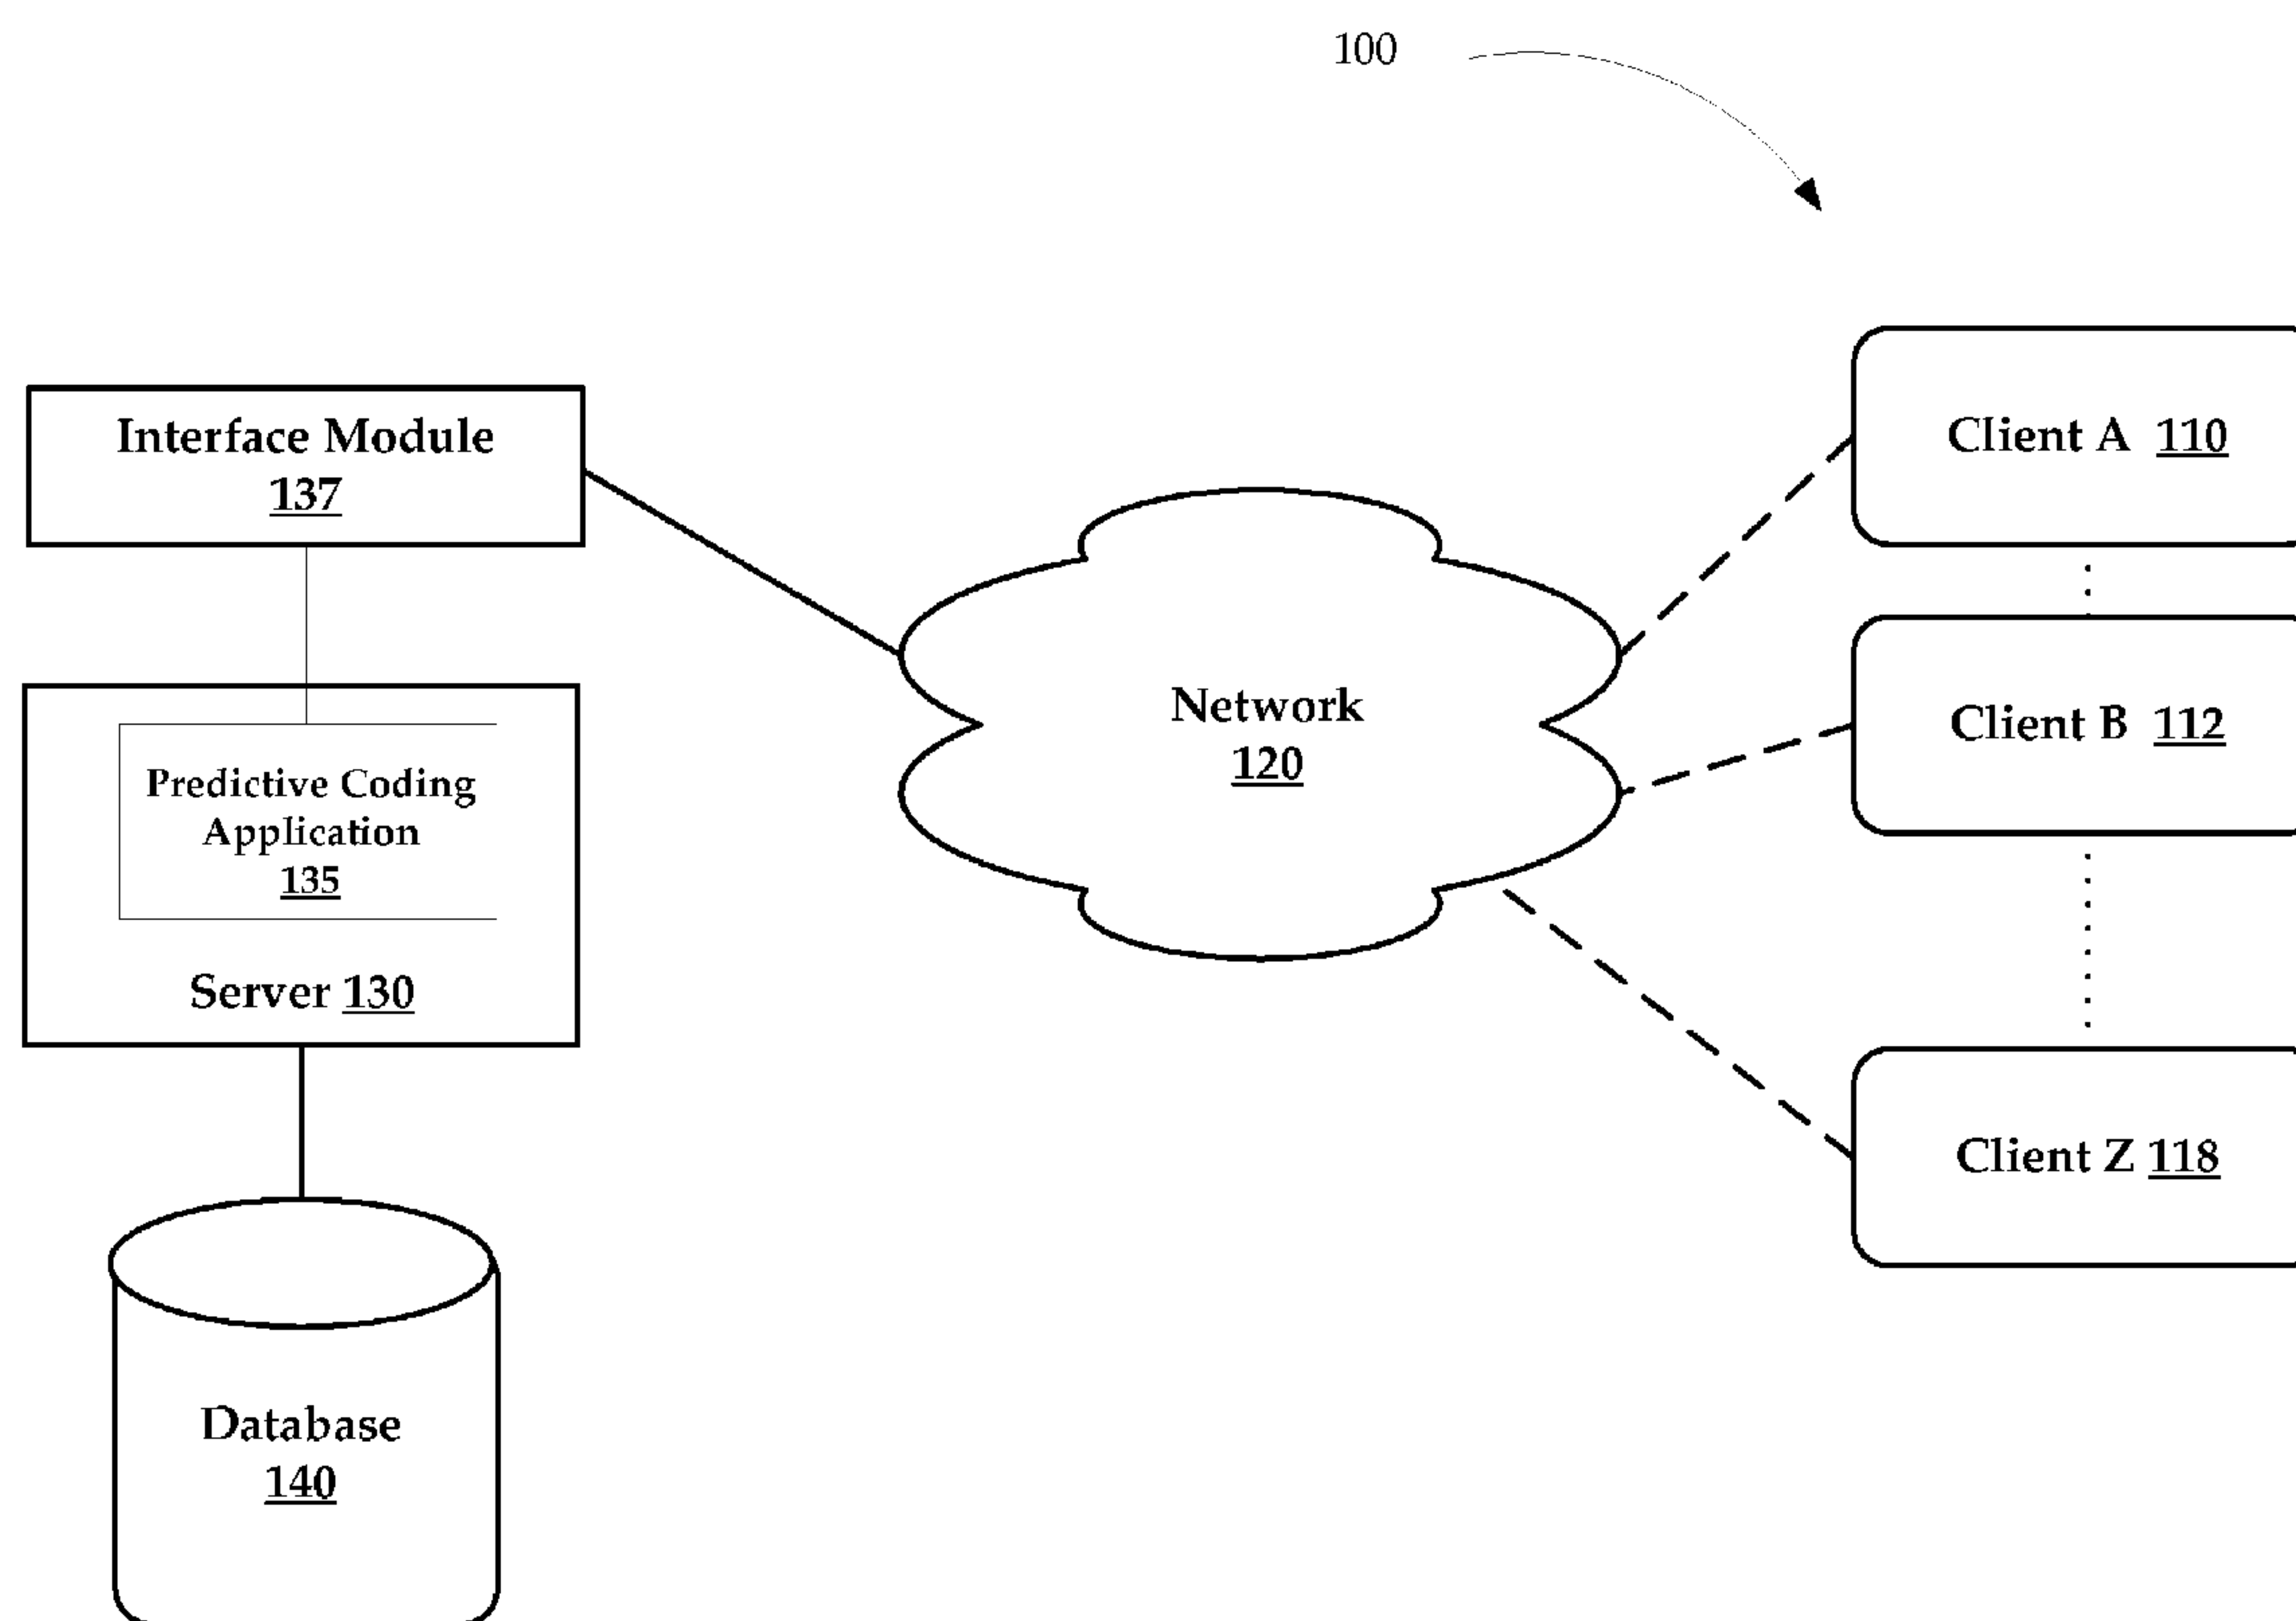 100
Interface Module
137
Predictive Coding
Application
135
Server 130
Database
140
Network
120
Client A 110
Client B 112
Client Z 118